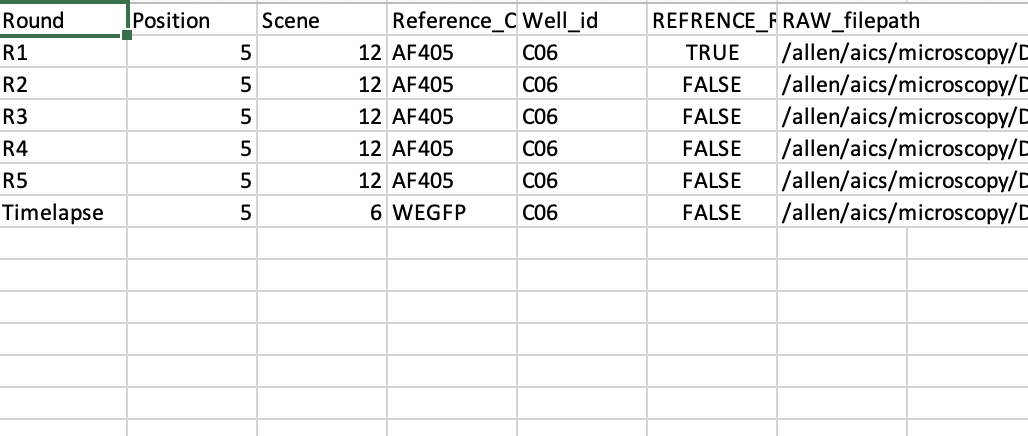 Round Position Scene Reference_C Well_id REFRENCE_R RAW_filepath
R1 5 12 AF405 C06 TRUE /allen/aics/microscopy/D
R2 5 12 AF405 C06 FALSE /allen/aics/microscopy/D
R3 5 12 AF405 C06 FALSE /allen/aics/microscopy/D
R4 5 12 AF405 C06 FALSE /allen/aics/microscopy/D
R5 5 12 AF405 C06 FALSE /allen/aics/microscopy/D
Timelapse 5 6 WEGFP C06 FALSE /allen/aics/microscopy/D